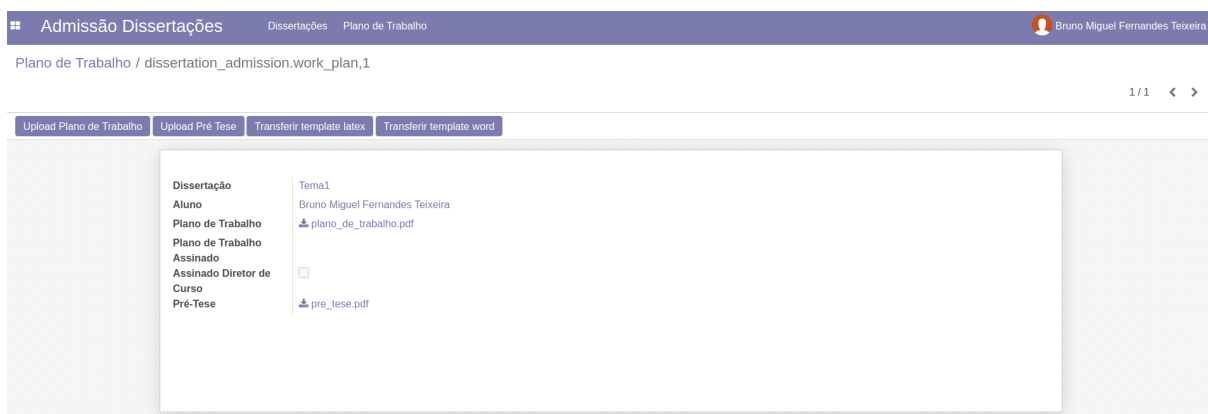 Admissão Dissertações Dissertações Plano de Trabalho Bruno Miguel Fernandes Teixeira
Plano de Trabalho / dissertation_admission.work_plan,1
1 / 1
Upload Plano de Trabalho Upload Pré Tese Transferir template latex Transferir template word
Dissertação Tema1
Aluno Bruno Miguel Fernandes Teixeira
Plano de Trabalho plano_de_trabalho.pdf
Plano de Trabalho
Assinado
Assinado Diretor de
Curso
Pré-Tese pre_tese.pdf